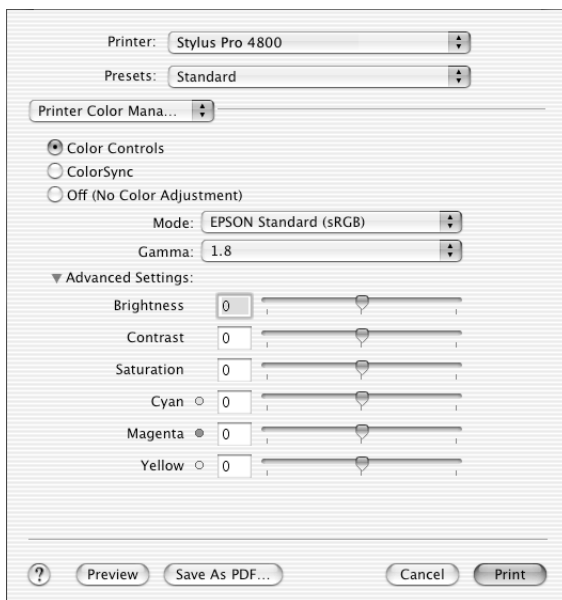 Printer: Stylus Pro 4800
Presets: Standard
Printer Color Mana...
Color Controls
ColorSync
Off (No Color Adjustment)
Mode: EPSON Standard (sRGB)
Gamma: 1.8
Advanced Settings:
Brightness 0
Contrast 0
Saturation 0
Cyan 0
Magenta 0
Yellow 0
? Preview Save As PDF... Cancel Print